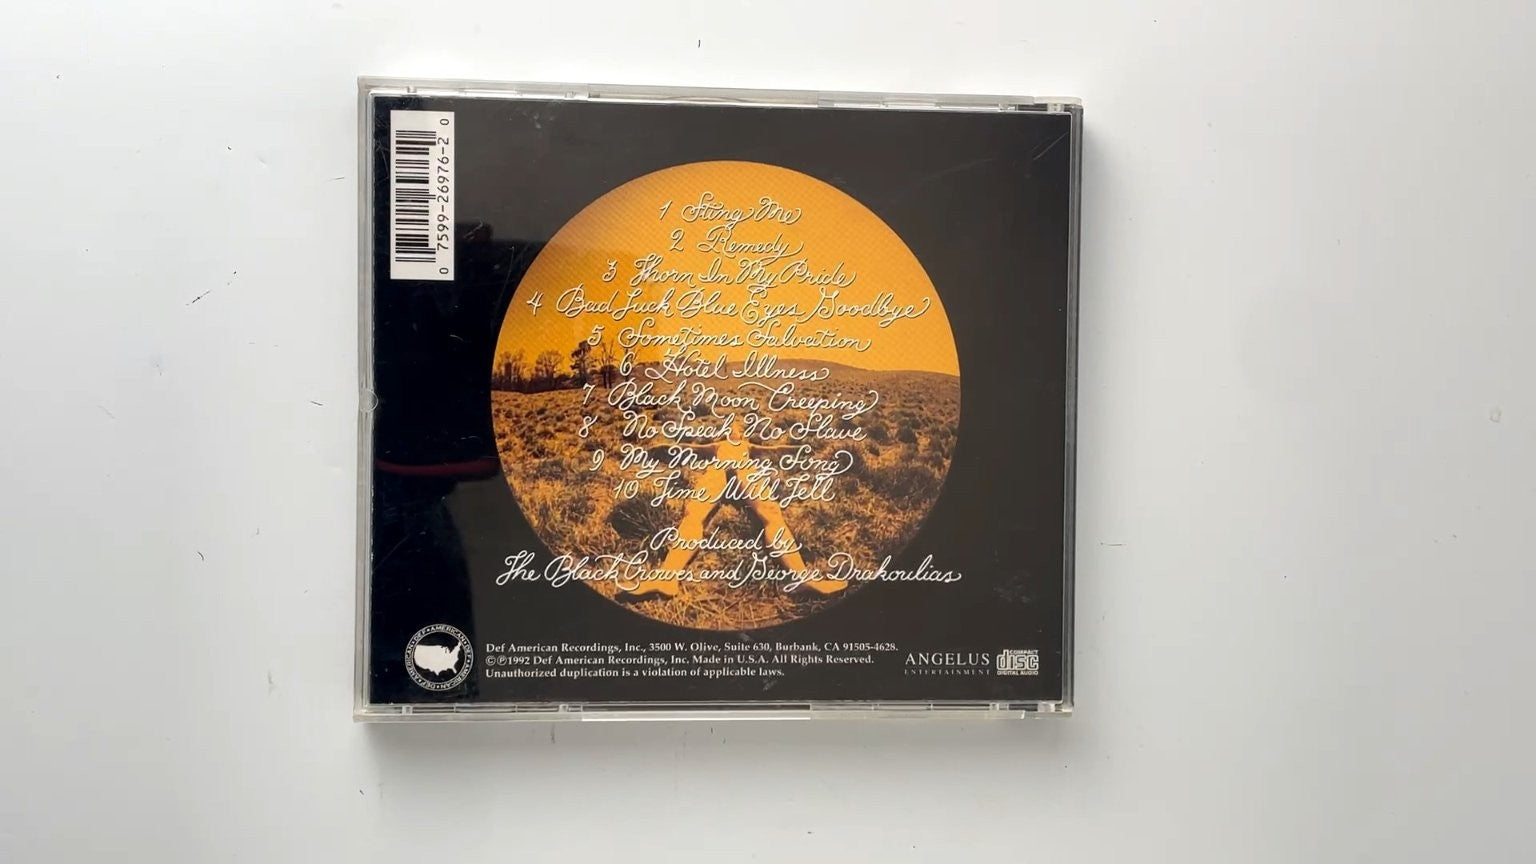 0 7599-26976-2 0
1 Sting Me
2 Remedy
3 Thorn In My Pride
4 Bad Luck Blue Eyes Goodbye
5 Sometimes Salvation
6 Hotel Illness
7 Black Moon Creeping
8 No Speak No Slave
9 My Morning Song
10 Time Will Tell
Produced by
The Black Crowes and George Drakoulias
DEF AMERICAN • DEF AMERICAN •
Def American Recordings, Inc., 3500 W. Olive, Suite 630, Burbank, CA 91505-4628.
©℗1992 Def American Recordings, Inc. Made in U.S.A. All Rights Reserved.
Unauthorized duplication is a violation of applicable laws.
ANGELUS
ENTERTAINMENT
COMPACT
disc
DIGITAL AUDIO